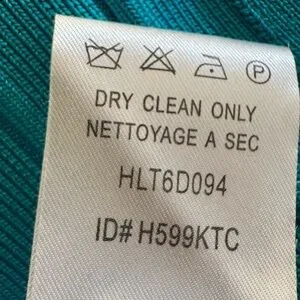 P
DRY CLEAN ONLY
NETTOYAGE A SEC
HLT6D094
ID# H599KTC